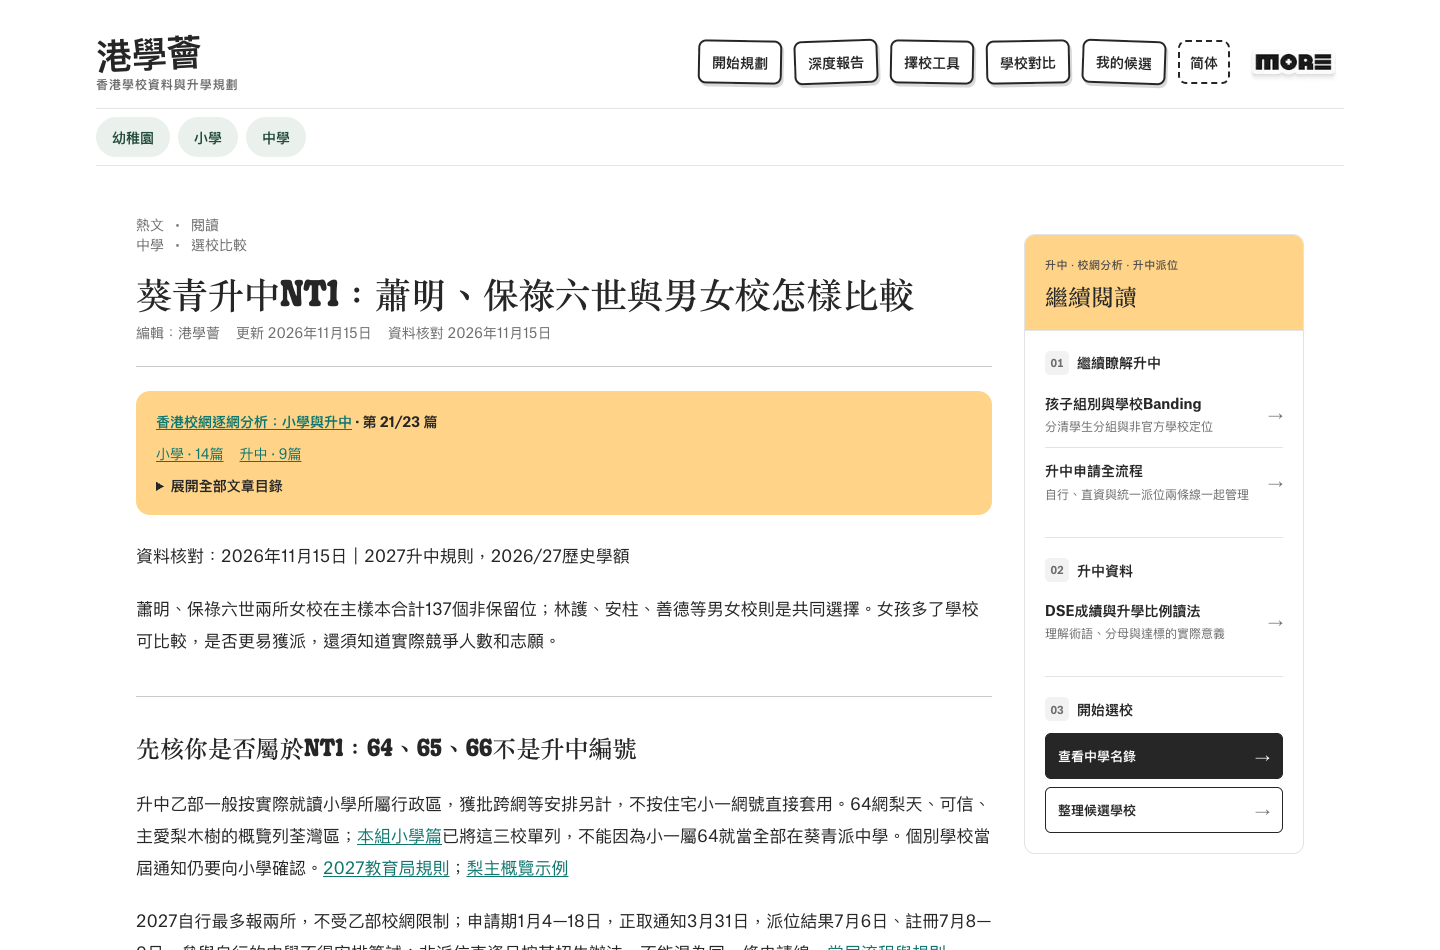 港學薈
香港學校資料與升學規劃
開始規劃
深度報告
擇校工具
學校對比
我的候選
简体
MORE
幼稚園
小學
中學
熱文 · 閱讀
中學 · 選校比較
葵青升中NT1：蕭明、保祿六世與男女校怎樣比較
編輯：港學薈 更新 2026年11月15日 資料核對 2026年11月15日
香港校網逐網分析：小學與升中 · 第 21/23 篇
小學 · 14篇 升中 · 9篇
▶ 展開全部文章目錄
資料核對：2026年11月15日｜2027升中規則，2026/27歷史學額
蕭明、保祿六世兩所女校在主樣本合計137個非保留位；林護、安柱、善德等男女校則是共同選擇。女孩多了學校
可比較，是否更易獲派，還須知道實際競爭人數和志願。
先核你是否屬於NT1：64、65、66不是升中編號
升中乙部一般按實際就讀小學所屬行政區，獲批跨網等安排另計，不按住宅小一網號直接套用。64網梨天、可信、
主愛梨木樹的概覽列荃灣區；本組小學篇已將這三校單列，不能因為小一屬64就當全部在葵青派中學。個別學校當
屆通知仍要向小學確認。2027教育局規則；梨主概覽示例
2027自行最多報兩所，不受乙部校網限制；申請期1月4—18日，正取通知3月31日，派位結果7月6日、註冊7月8—
升中 · 校網分析 · 升中派位
繼續閱讀
01 繼續瞭解升中
孩子組別與學校Banding
分清學生分組與非官方學校定位
→
升中申請全流程
自行、直資與統一派位兩條線一起管理
→
02 升中資料
DSE成績與升學比例讀法
理解術語、分母與達標的實際意義
→
03 開始選校
查看中學名錄 →
整理候選學校 →